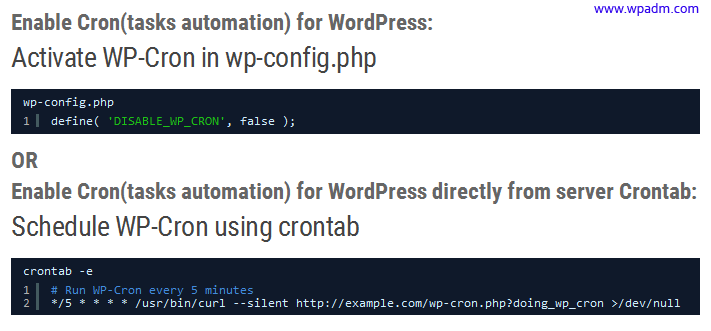 www.wpadm.com
Enable Cron(tasks automation) for WordPress:
Activate WP-Cron in wp-config.php
wp-config.php
1 define( 'DISABLE_WP_CRON', false );
OR
Enable Cron(tasks automation) for WordPress directly from server Crontab:
Schedule WP-Cron using crontab
crontab -e
1 # Run WP-Cron every 5 minutes
2 */5 * * * * /usr/bin/curl --silent http://example.com/wp-cron.php?doing_wp_cron >/dev/null